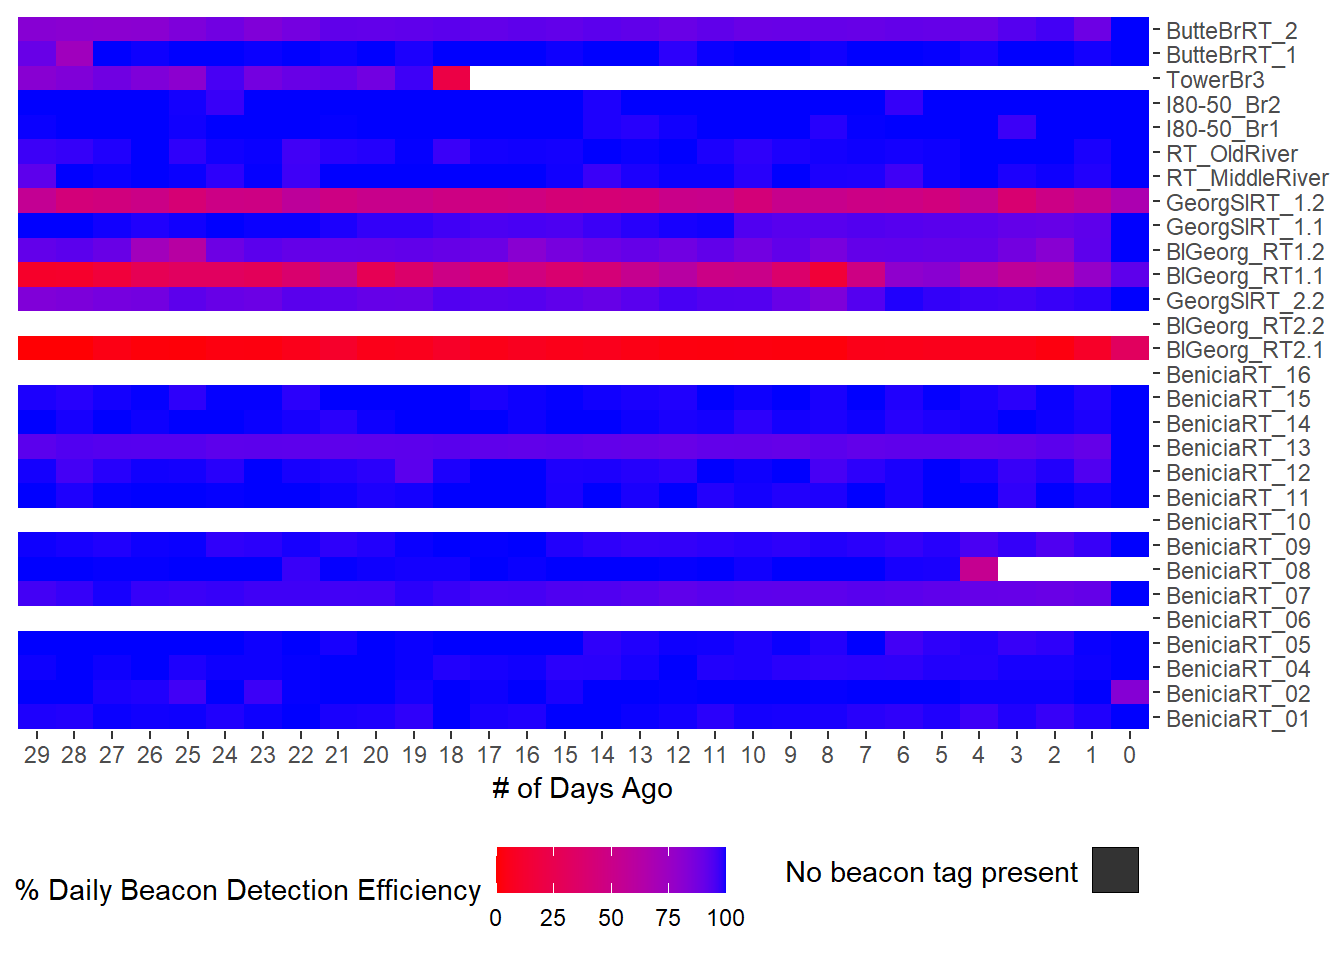 ButteBrRT_2
ButteBrRT_1
TowerBr3
I80-50_Br2
I80-50_Br1
RT_OldRiver
RT_MiddleRiver
GeorgSlRT_1.2
GeorgSlRT_1.1
BlGeorg_RT1.2
BlGeorg_RT1.1
GeorgSlRT_2.2
BlGeorg_RT2.2
BlGeorg_RT2.1
BeniciaRT_16
BeniciaRT_15
BeniciaRT_14
BeniciaRT_13
BeniciaRT_12
BeniciaRT_11
BeniciaRT_10
BeniciaRT_09
BeniciaRT_08
BeniciaRT_07
BeniciaRT_06
BeniciaRT_05
BeniciaRT_04
BeniciaRT_02
BeniciaRT_01
29 28 27 26 25 24 23 22 21 20 19 18 17 16 15 14 13 12 11 10 9 8 7 6 5 4 3 2 1 0
# of Days Ago
% Daily Beacon Detection Efficiency
0 25 50 75 100
No beacon tag present